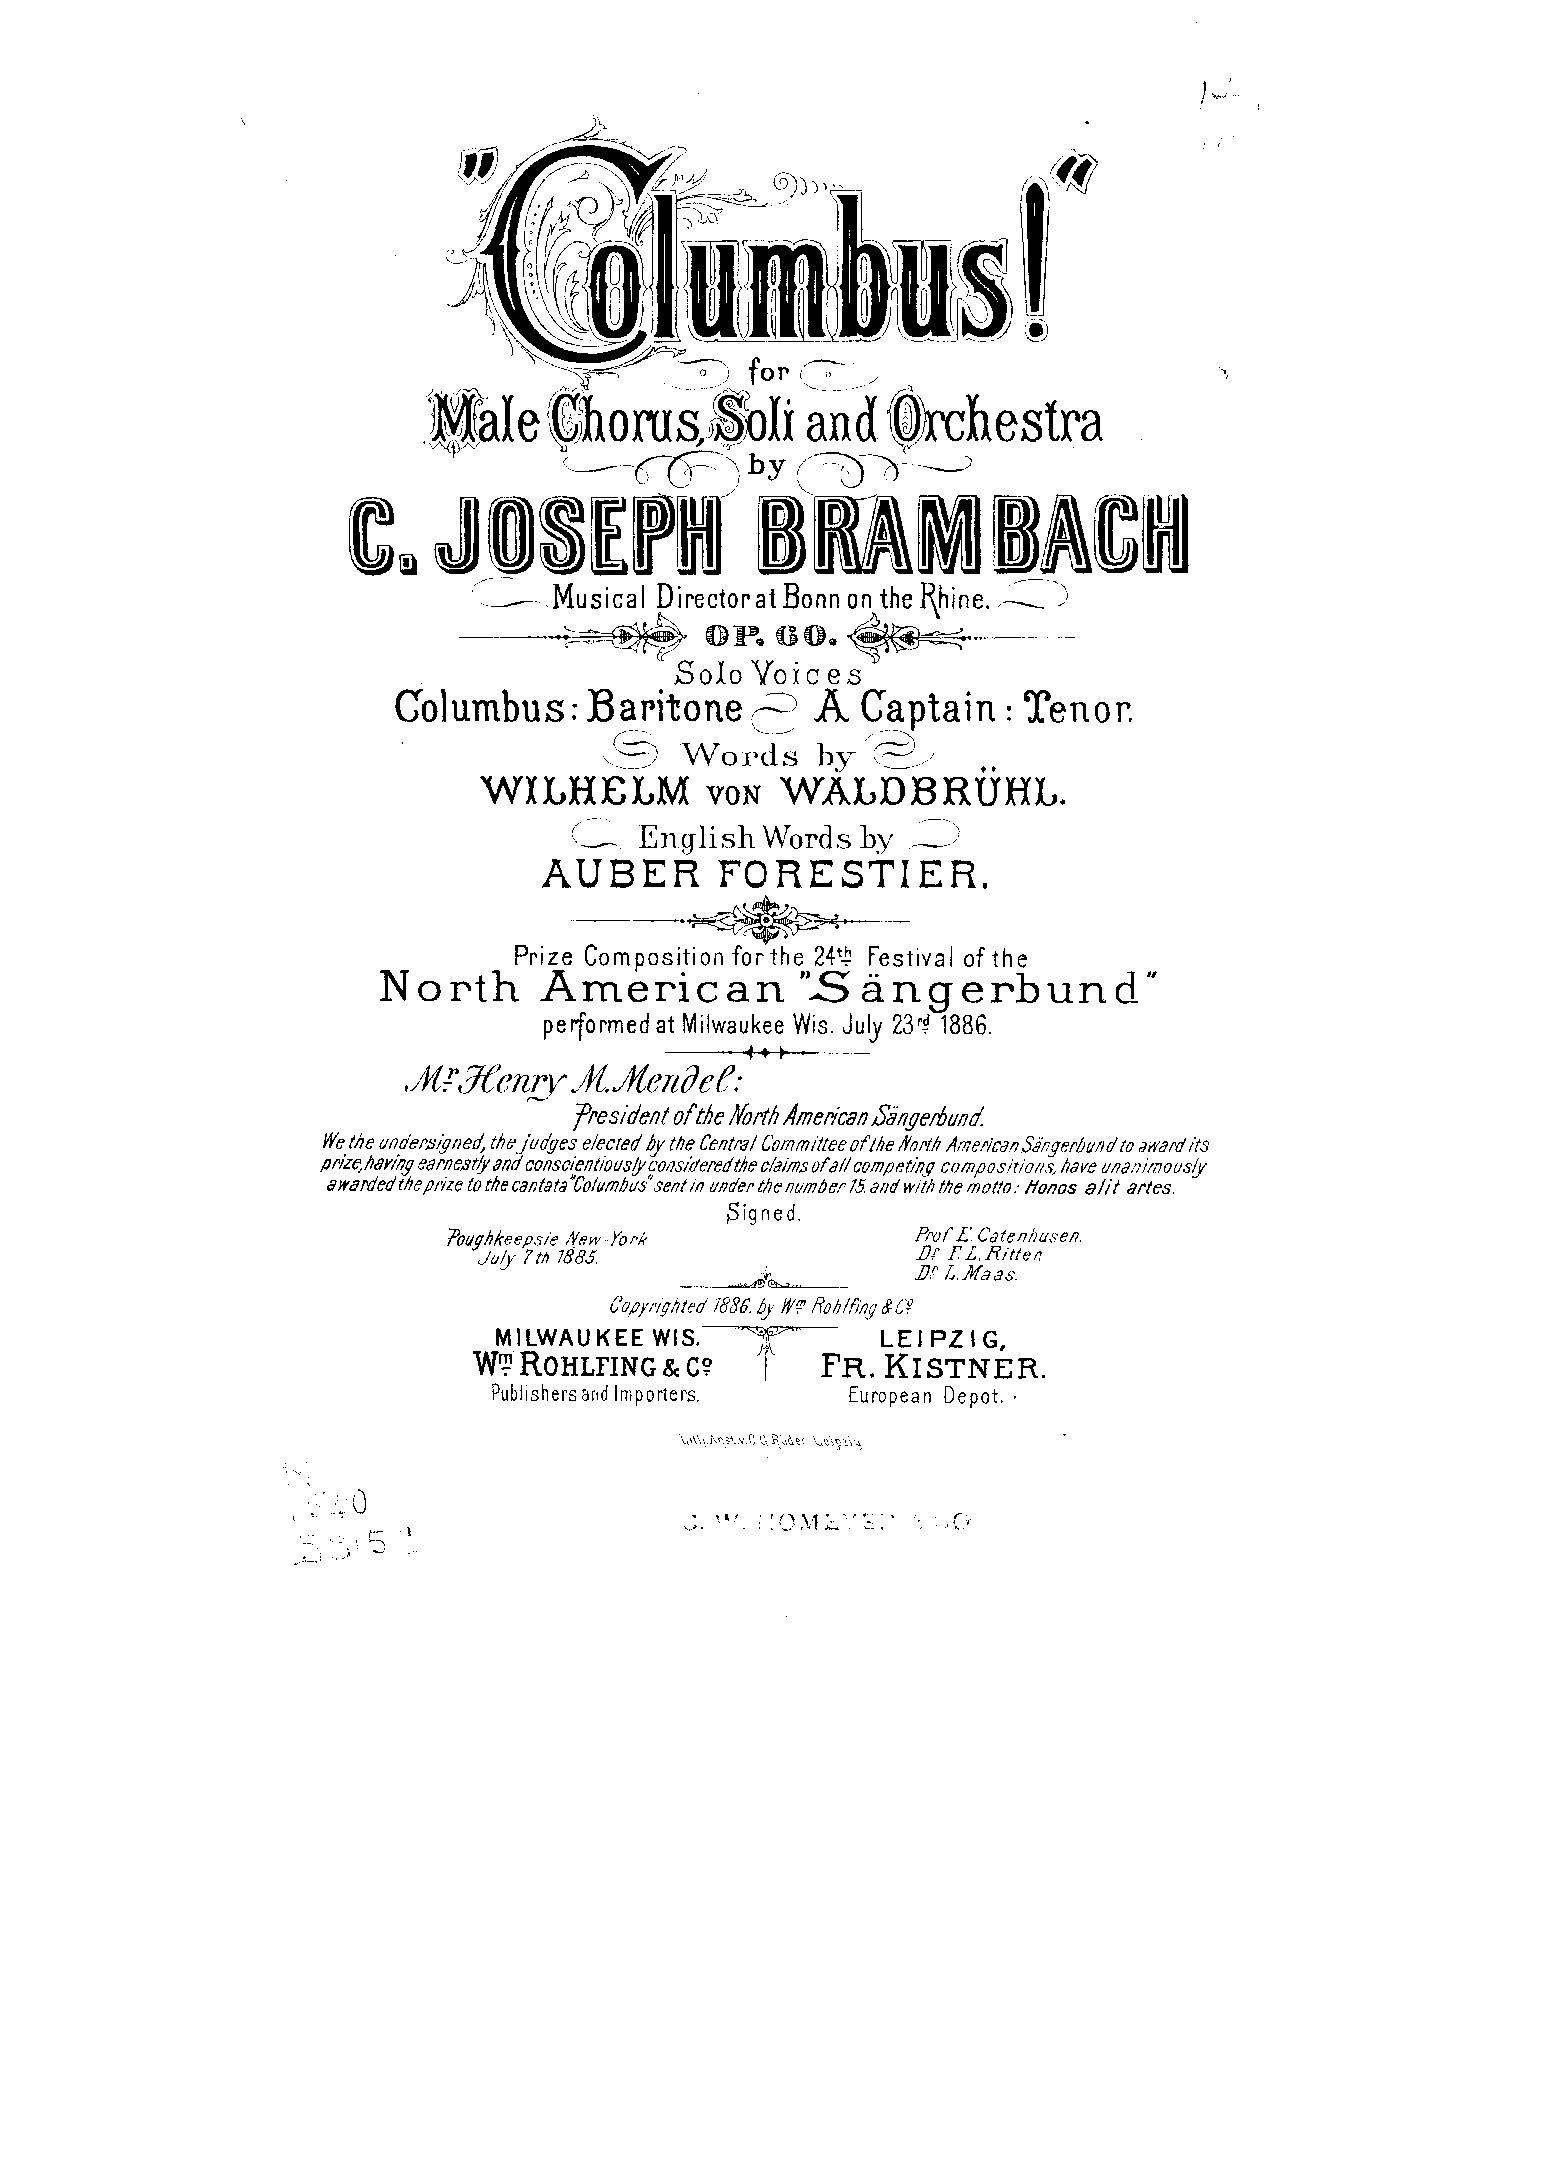 "Columbus!"
for
Male Chorus, Soli and Orchestra
by
C. JOSEPH BRAMBACH
Musical Director at Bonn on the Rhine.
OP. 60.
Solo Voices
Columbus: Baritone A Captain: Tenor.
Words by
WILHELM VON WALDBRÜHL.
English Words by
AUBER FORESTIER.
Prize Composition for the 24th Festival of the
North American "Sängerbund"
performed at Milwaukee Wis. July 23rd 1886.
Mr. Henry M. Mendel:
President of the North American Sängerbund.
We the undersigned, the judges elected by the Central Committee of the North American Sängerbund to award its
prize, having earnestly and conscientiously considered the claims of all competing compositions, have unanimously
awarded the prize to the cantata "Columbus" sent in under the number 15. and with the motto: Honos alit artes.
Signed.
Poughkeepsie New-York
July 7th 1885.
Prof E. Catenhusen.
Dr F. L. Ritter.
Dr L. Maas.
Copyrighted 1886. by Wm Rohlfing & Co
MILWAUKEE WIS.
Wm ROHLFING & Co
Publishers and Importers.
LEIPZIG,
FR. KISTNER.
European Depot.
Lith. Anst. v. C. G. Röder Leipzig